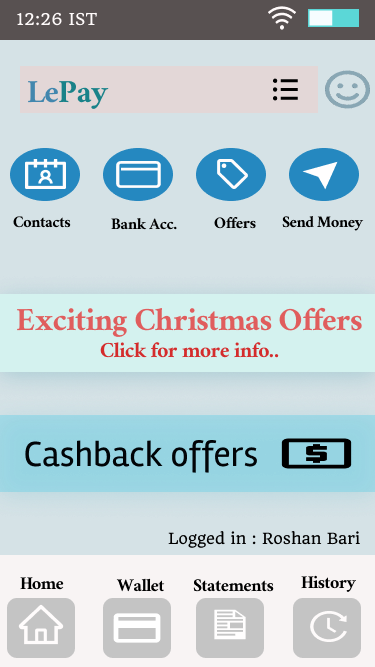 12:26 IST
LePay
Contacts
Bank Acc.
Offers
Send Money
Exciting Christmas Offers
Click for more info..
Cashback offers
$
Logged in : Roshan Bari
Home
Wallet
Statements
History